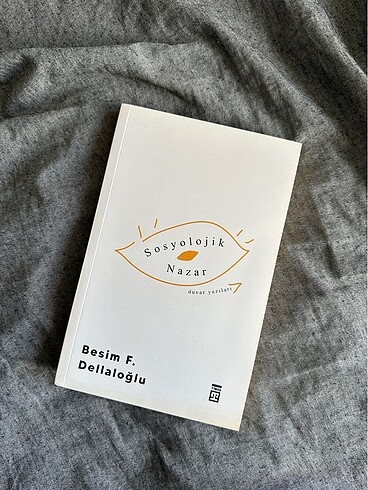 Sosyolojik
Nazar
duvar yazıları
Besim F.
Dellaloğlu